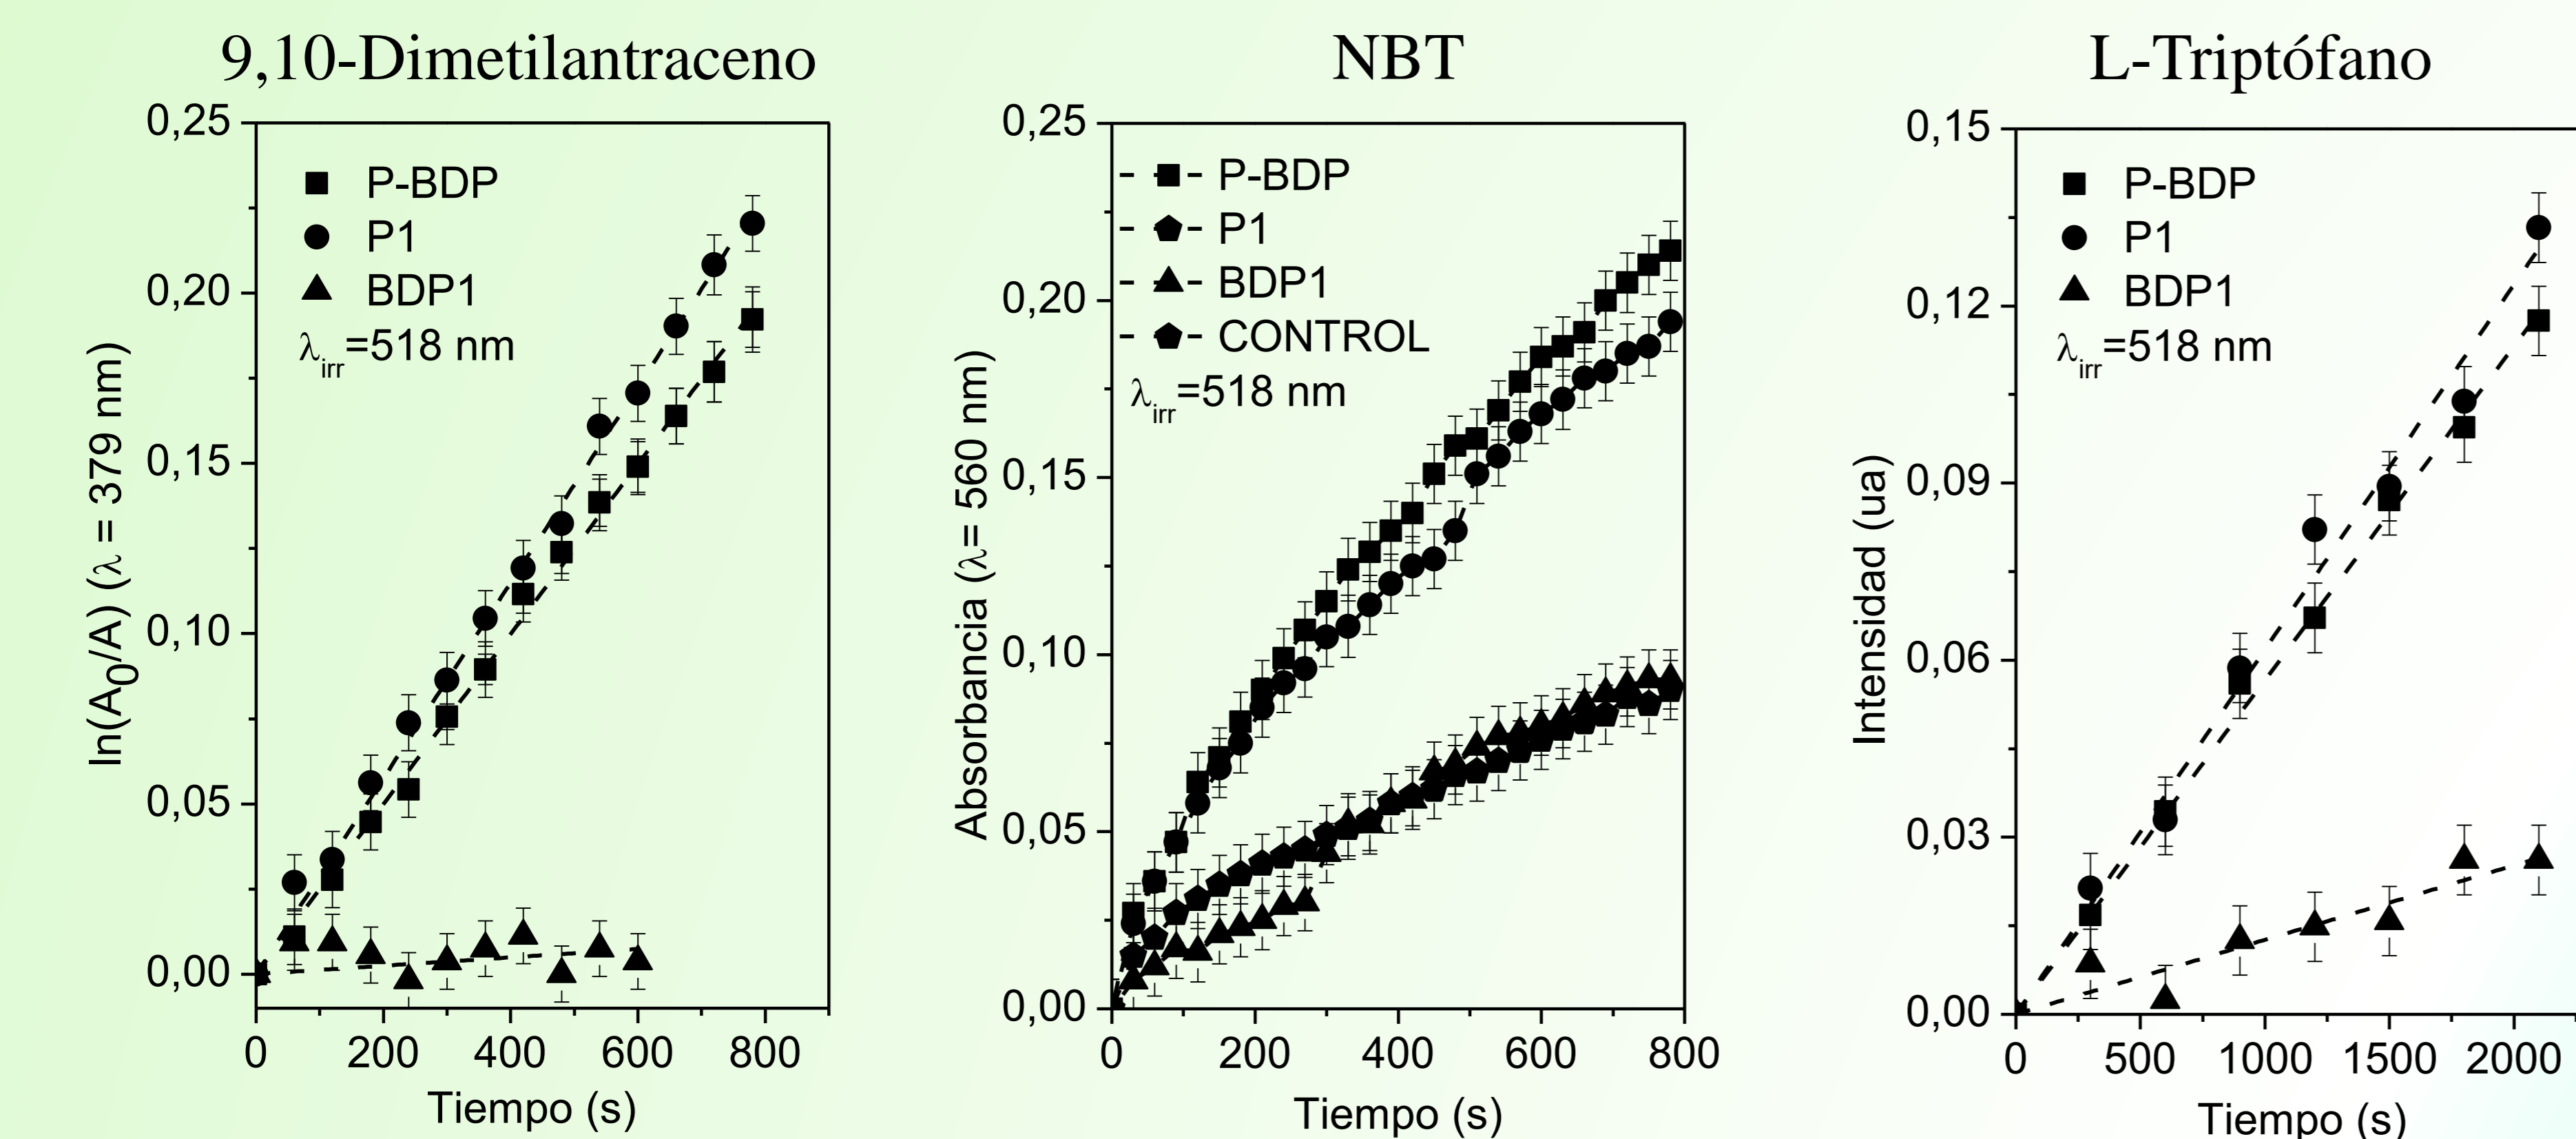 9,10-Dimetilantraceno
ln(A0/A) (λ = 379 nm)
0,25
0,20
0,15
0,10
0,05
0,00
P-BDP
P1
BDP1
λirr=518 nm
0 200 400 600 800
Tiempo (s)
NBT
Absorbancia (λ= 560 nm)
0,25
0,20
0,15
0,10
0,05
0,00
P-BDP
P1
BDP1
CONTROL
λirr=518 nm
0 200 400 600 800
Tiempo (s)
L-Triptófano
Intensidad (ua)
0,15
0,12
0,09
0,06
0,03
0,00
P-BDP
P1
BDP1
λirr=518 nm
0 500 1000 1500 2000
Tiempo (s)